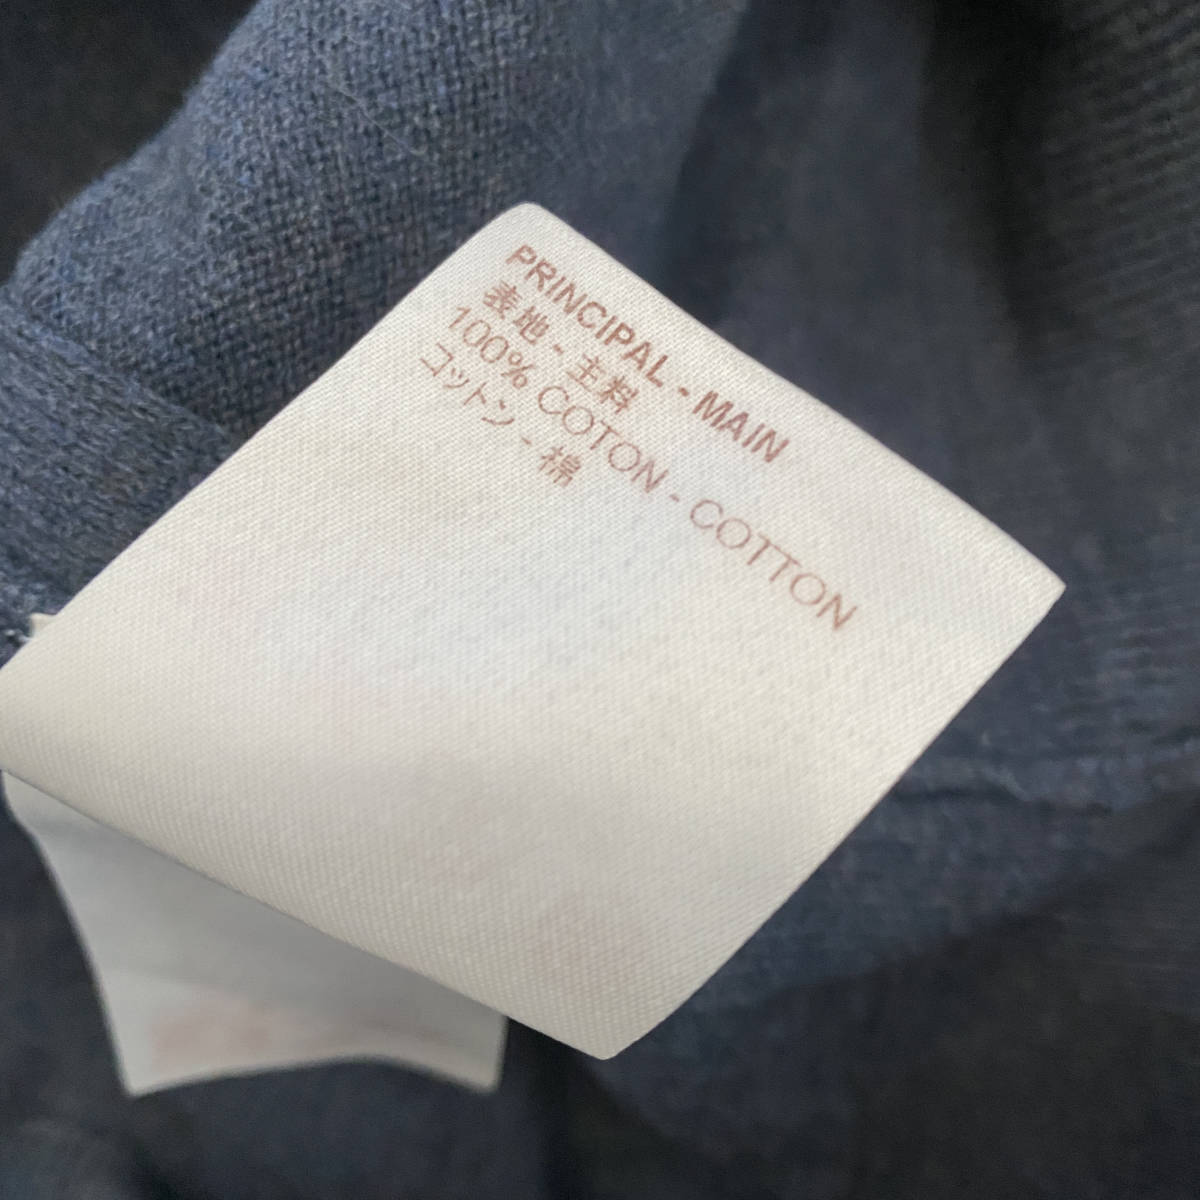 PRINCIPAL - MAIN
表地 - 主料
100% COTON - COTTON
コットン - 棉